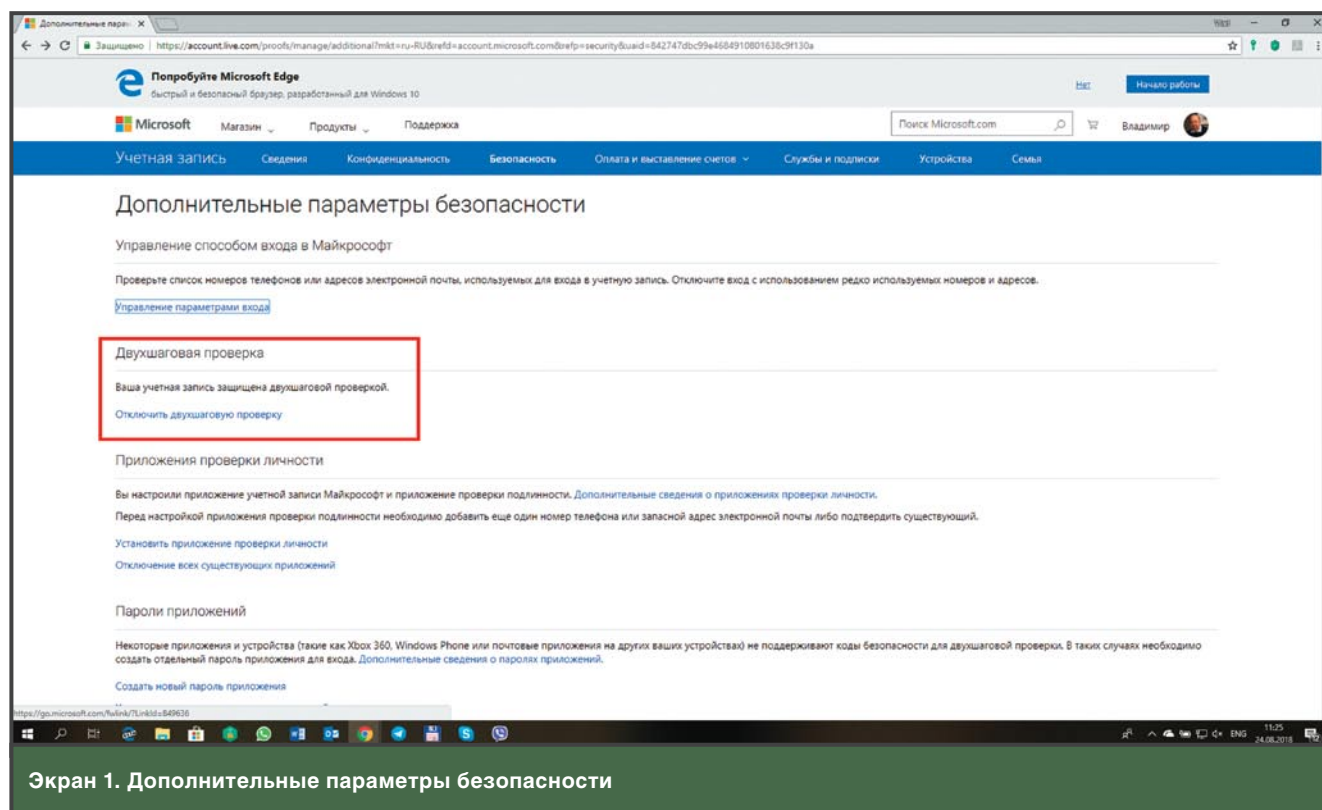 Дополнительные парам
Защищено | https://account.live.com/proofs/manage/additional?mkt=ru-RU&refd=account.microsoft.com&refp=security&uaid=842747dbc99e4684910801638c9f130a
Попробуйте Microsoft Edge
быстрый и безопасный браузер, разработанный для Windows 10
Нет
Начало работы
Microsoft Магазин Продукты Поддержка Поиск Microsoft.com Владимир
Учетная запись Сведения Конфиденциальность Безопасность Оплата и выставление счетов Службы и подписки Устройства Семья
Дополнительные параметры безопасности
Управление способом входа в Майкрософт
Проверьте список номеров телефонов или адресов электронной почты, используемых для входа в учетную запись. Отключите вход с использованием редко используемых номеров и адресов.
Управление параметрами входа
Двухшаговая проверка
Ваша учетная запись защищена двухшаговой проверкой.
Отключить двухшаговую проверку
Приложения проверки личности
Вы настроили приложение учетной записи Майкрософт и приложение проверки подлинности. Дополнительные сведения о приложениях проверки личности.
Перед настройкой приложения проверки подлинности необходимо добавить еще один номер телефона или запасной адрес электронной почты либо подтвердить существующий.
Установить приложение проверки личности
Отключение всех существующих приложений
Пароли приложений
Некоторые приложения и устройства (такие как Xbox 360, Windows Phone или почтовые приложения на других ваших устройствах) не поддерживают коды безопасности для двухшаговой проверки. В таких случаях необходимо
создать отдельный пароль приложения для входа. Дополнительные сведения о паролях приложений.
Создать новый пароль приложения
https://go.microsoft.com/fwlink/?LinkId=849636
ENG
11:25
24.08.2018
Экран 1. Дополнительные параметры безопасности